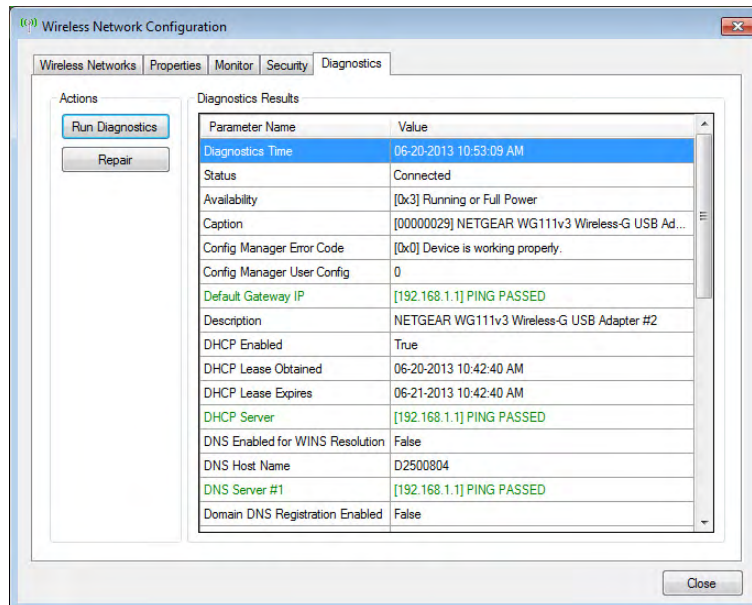 Wireless Network Configuration
Wireless Networks Properties Monitor Security Diagnostics
Actions
Run Diagnostics
Repair
Diagnostics Results
Parameter Name Value
Diagnostics Time 06-20-2013 10:53:09 AM
Status Connected
Availability [0x3] Running or Full Power
Caption [00000029] NETGEAR WG111v3 Wireless-G USB Ad...
Config Manager Error Code [0x0] Device is working properly.
Config Manager User Config 0
Default Gateway IP [192.168.1.1] PING PASSED
Description NETGEAR WG111v3 Wireless-G USB Adapter #2
DHCP Enabled True
DHCP Lease Obtained 06-20-2013 10:42:40 AM
DHCP Lease Expires 06-21-2013 10:42:40 AM
DHCP Server [192.168.1.1] PING PASSED
DNS Enabled for WINS Resolution False
DNS Host Name D2500804
DNS Server #1 [192.168.1.1] PING PASSED
Domain DNS Registration Enabled False
Close